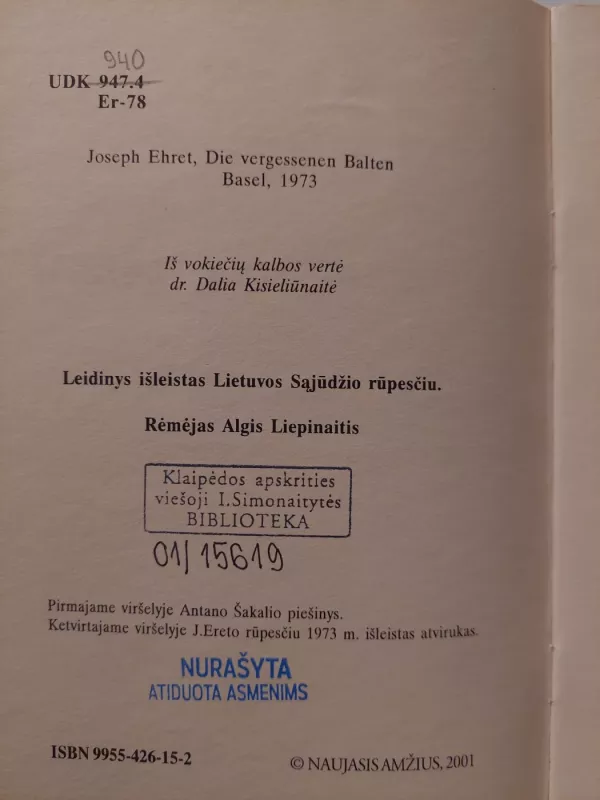 940
UDK 947.4
Er-78
Joseph Ehret, Die vergessenen Balten
Basel, 1973
Iš vokiečių kalbos vertė
dr. Dalia Kisieliūnaitė
Leidinys išleistas Lietuvos Sąjūdžio rūpesčiu.
Rėmėjas Algis Liepinaitis
Klaipėdos apskrities
viešoji I.Simonaitytės
BIBLIOTEKA
01/15619
Pirmajame viršelyje Antano Šakalio piešinys.
Ketvirtajame viršelyje J.Ereto rūpesčiu 1973 m. išleistas atvirukas.
NURAŠYTA
ATIDUOTA ASMENIMS
ISBN 9955-426-15-2
© NAUJASIS AMŽIUS, 2001